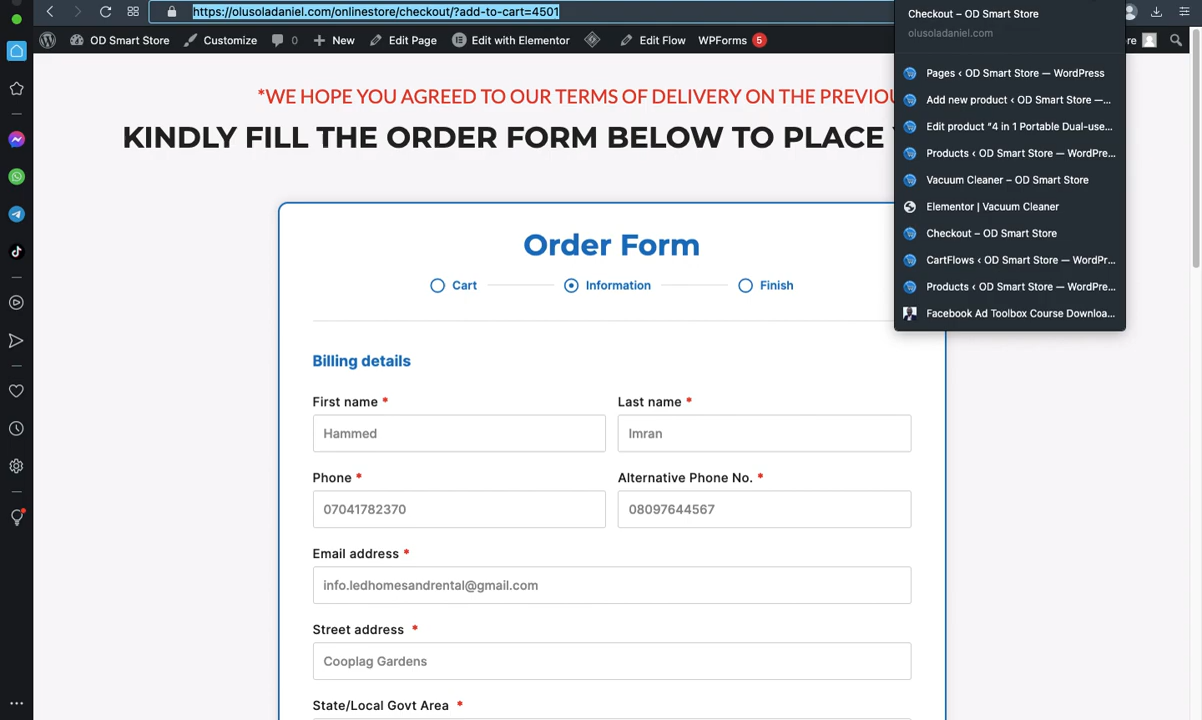 https://olusoladaniel.com/onlinestore/checkout/?add-to-cart=4501
OD Smart Store
Customize
0
New
Edit Page
Edit with Elementor
Edit Flow
WPForms
5
Checkout – OD Smart Store
olusoladaniel.com
Pages ‹ OD Smart Store — WordPress
Add new product ‹ OD Smart Store —...
Edit product "4 in 1 Portable Dual-use...
Products ‹ OD Smart Store — WordPre...
Vacuum Cleaner – OD Smart Store
Elementor | Vacuum Cleaner
Checkout – OD Smart Store
CartFlows ‹ OD Smart Store — WordPr...
Products ‹ OD Smart Store — WordPre...
Facebook Ad Toolbox Course Downloa...
*WE HOPE YOU AGREED TO OUR TERMS OF DELIVERY ON THE
KINDLY FILL THE ORDER FORM BELOW TO PLACE
Order Form
Cart
Information
Finish
Billing details
First name *
Last name *
Hammed
Imran
Phone *
Alternative Phone No. *
07041782370
08097644567
Email address *
info.ledhomesandrental@gmail.com
Street address *
Cooplag Gardens
State/Local Govt Area *